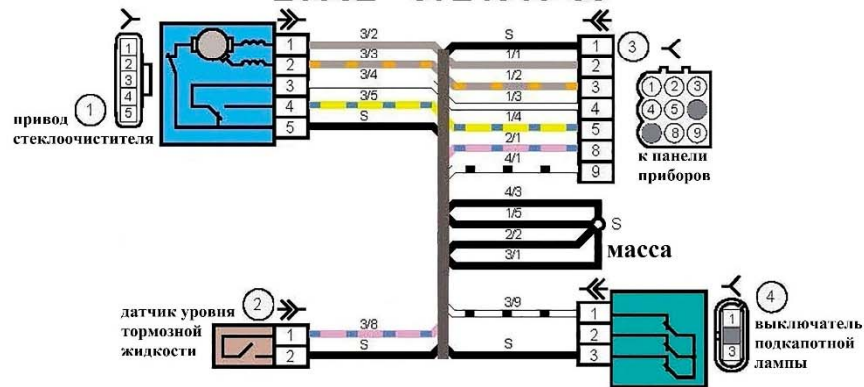 1
2
3
4
5
привод
стеклоочистителя
1
1
2
3
4
5
3/2
3/3
3/4
3/5
S
S
1/1
1/2
1/3
1/4
2/1
4/1
1
2
3
4
5
8
9
3
1 2 3
4 5
8 9
к панели
приборов
4/3
1/5
2/2
3/1
S
масса
датчик уровня
тормозной
жидкости
2
1
2
3/8
S
3/9
S
1
2
3
4
1
3
выключатель
подкапотной
лампы